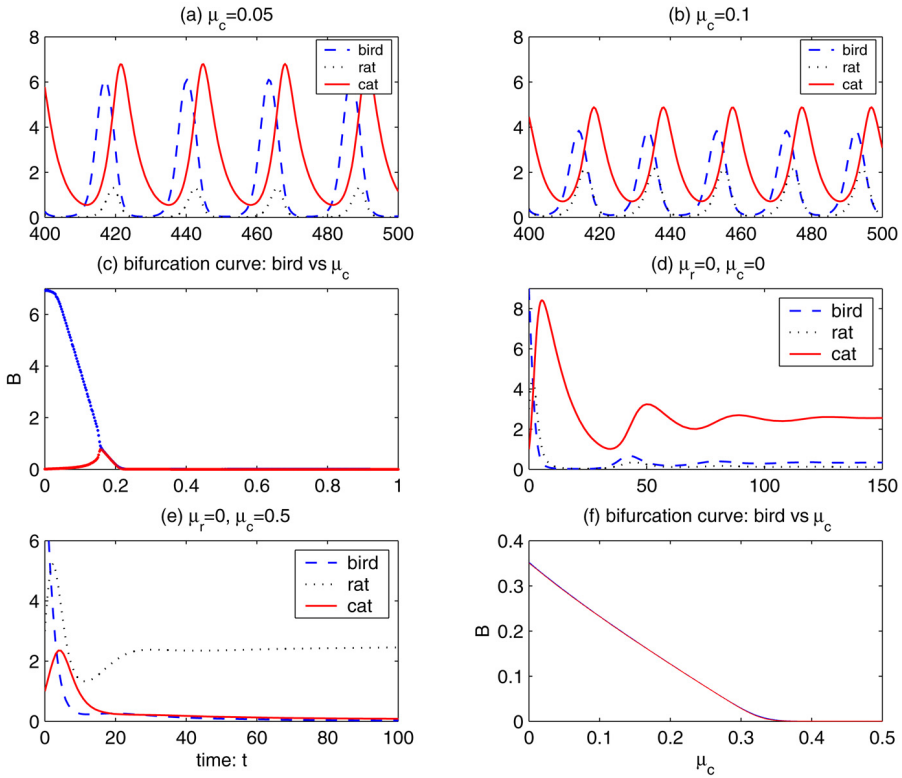 (a) μc=0.05
8
6
4
2
0
400 420 440 460 480 500
bird
rat
cat
(b) μc=0.1
8
6
4
2
0
400 420 440 460 480 500
bird
rat
cat
(c) bifurcation curve: bird vs μc
6
4
2
0
B
0 0.2 0.4 0.6 0.8 1
(d) μr=0, μc=0
8
6
4
2
0
0 50 100 150
bird
rat
cat
(e) μr=0, μc=0.5
6
4
2
0
0 20 40 60 80 100
time: t
bird
rat
cat
(f) bifurcation curve: bird vs μc
0.4
0.3
0.2
0.1
0
B
0 0.1 0.2 0.3 0.4 0.5
μc